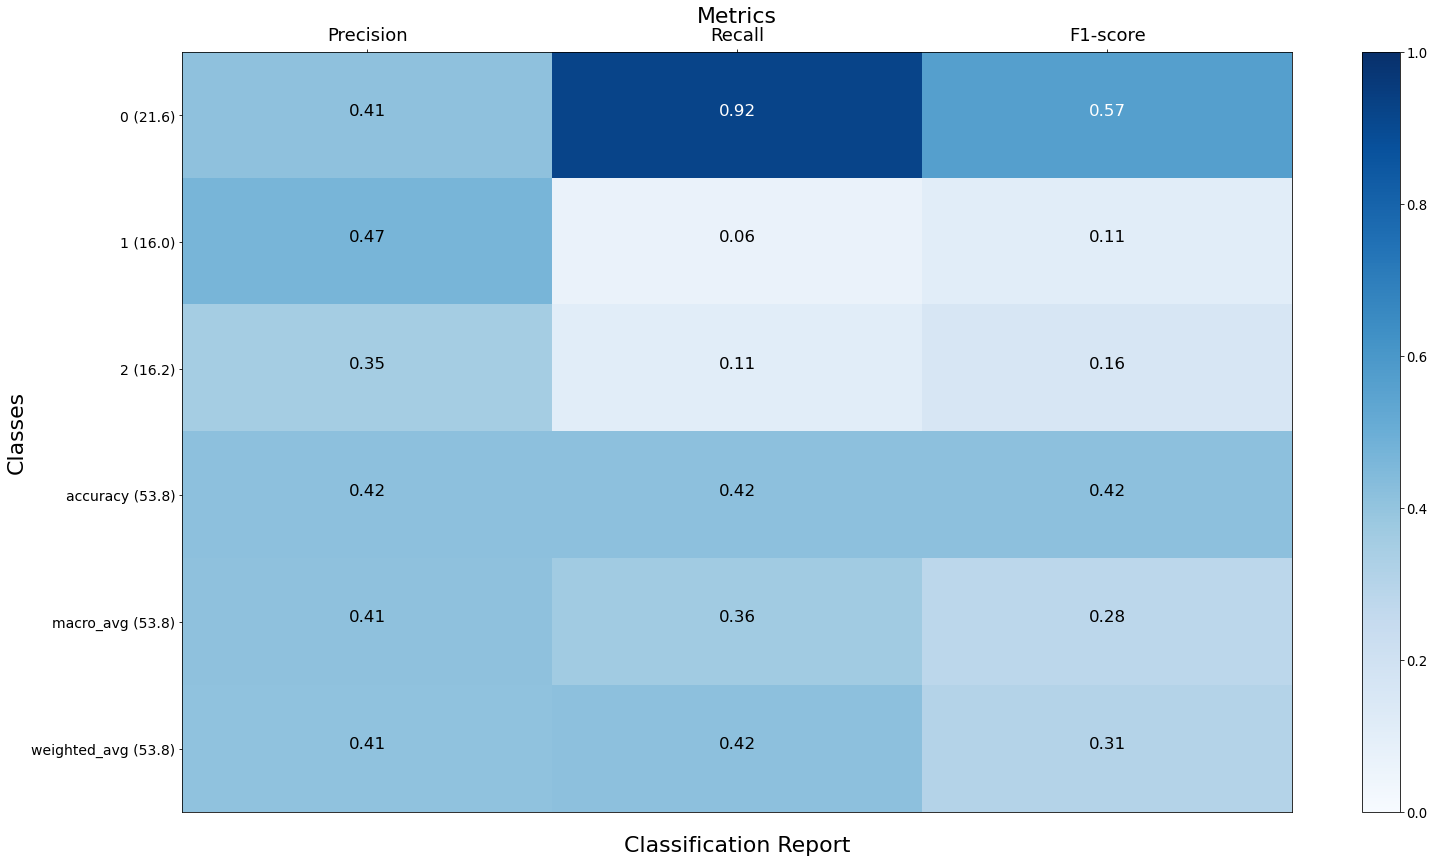 Metrics
Precision Recall F1-score
0 (21.6) 0.41 0.92 0.57
1 (16.0) 0.47 0.06 0.11
2 (16.2) 0.35 0.11 0.16
accuracy (53.8) 0.42 0.42 0.42
macro_avg (53.8) 0.41 0.36 0.28
weighted_avg (53.8) 0.41 0.42 0.31
Classes
Classification Report
1.0
0.8
0.6
0.4
0.2
0.0